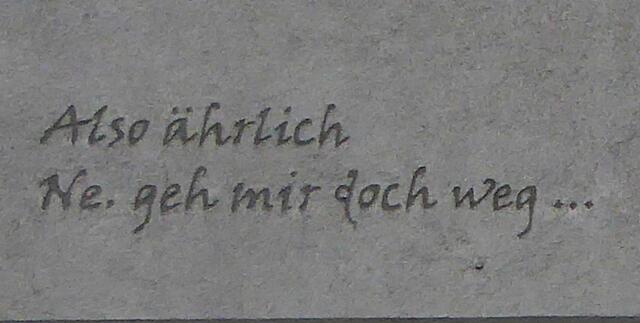 Also ährlich
Ne. geh mir doch weg ...